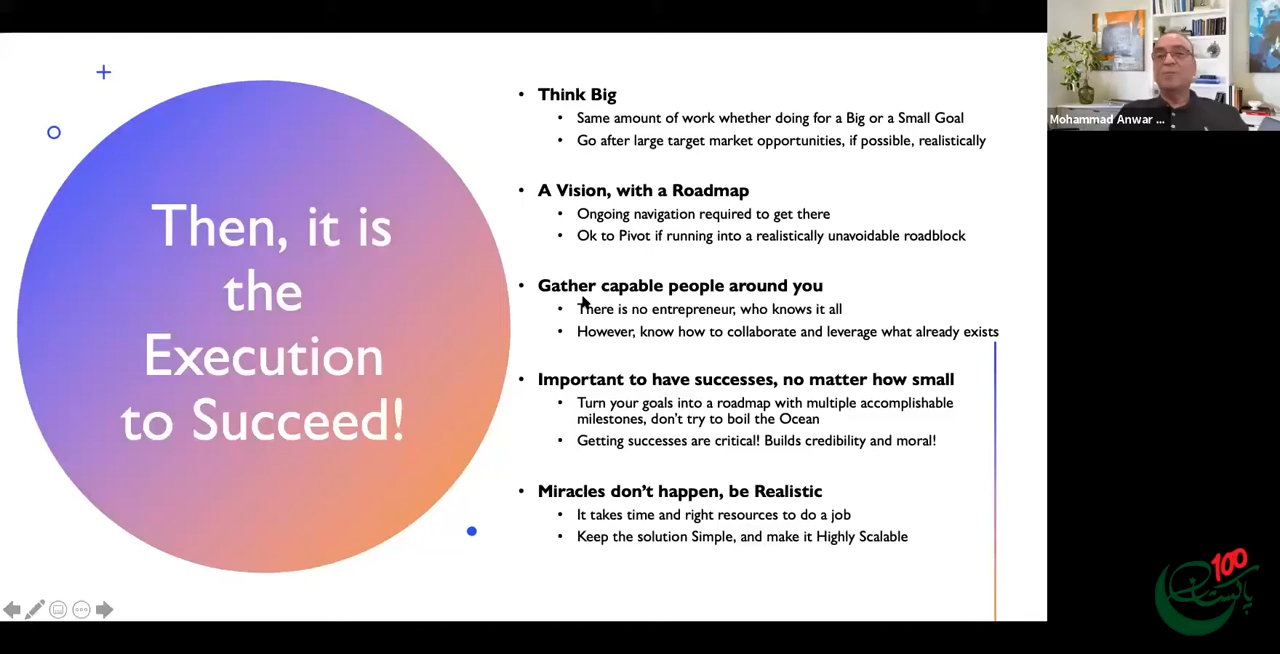 Then, it is
the
Execution
to Succeed!
• Think Big
• Same amount of work whether doing for a Big or a Small Goal
• Go after large target market opportunities, if possible, realistically
• A Vision, with a Roadmap
• Ongoing navigation required to get there
• Ok to Pivot if running into a realistically unavoidable roadblock
• Gather capable people around you
• There is no entrepreneur, who knows it all
• However, know how to collaborate and leverage what already exists
• Important to have successes, no matter how small
• Turn your goals into a roadmap with multiple accomplishable
milestones, don't try to boil the Ocean
• Getting successes are critical! Builds credibility and moral!
• Miracles don't happen, be Realistic
• It takes time and right resources to do a job
• Keep the solution Simple, and make it Highly Scalable
Mohammad Anwar ...
100
پاکستان